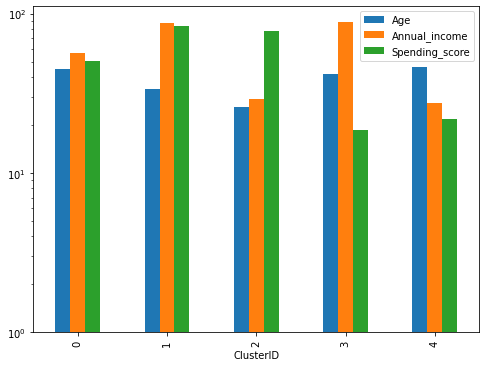 10²
10¹
10⁰
Age
Annual_income
Spending_score
0
1
2
3
4
ClusterID